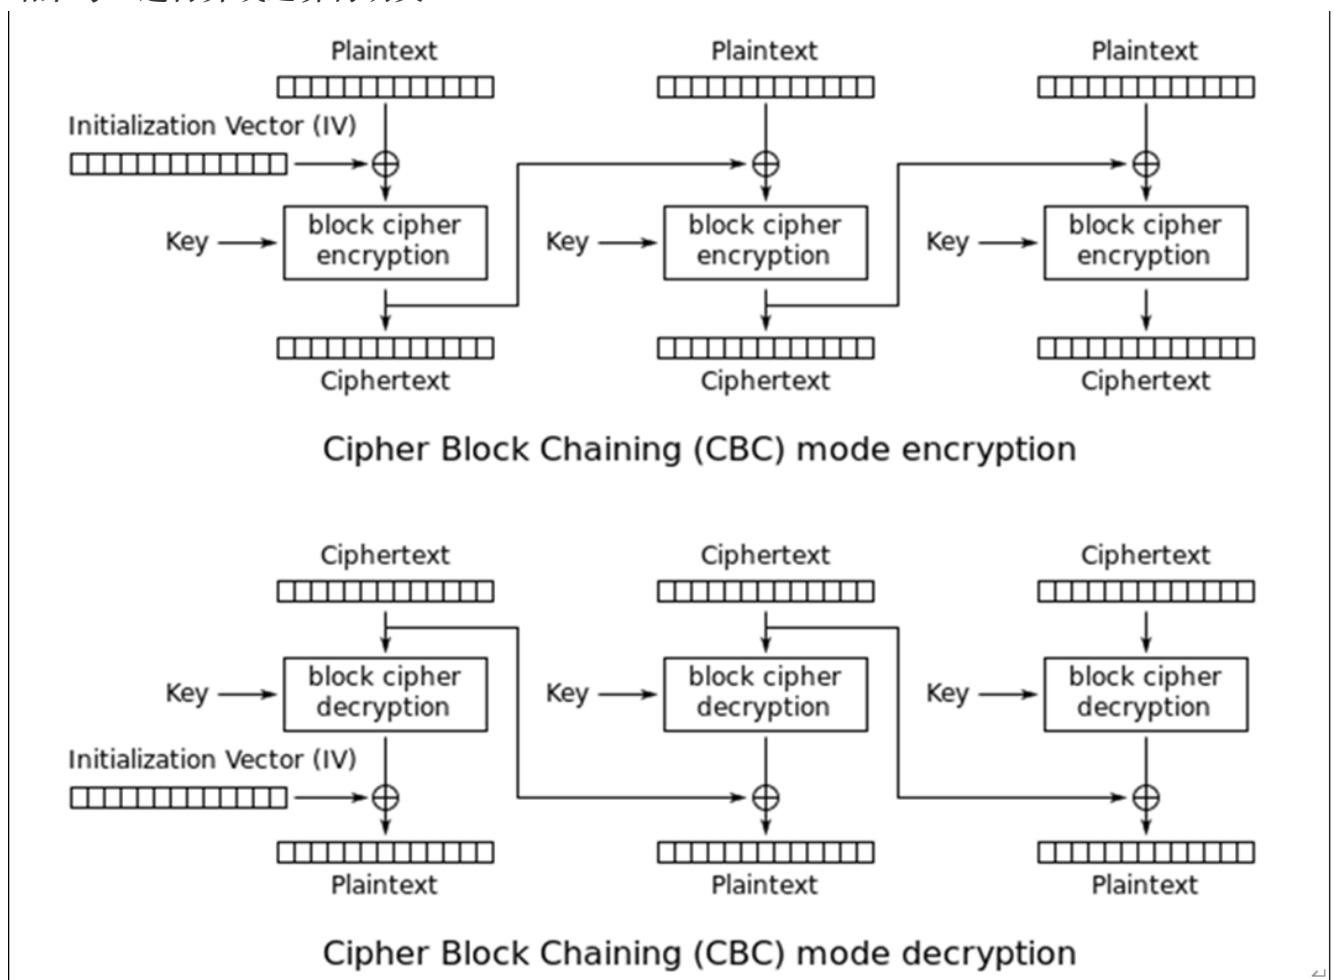 Plaintext Plaintext Plaintext
Initialization Vector (IV)
Key block cipher encryption Key block cipher encryption Key block cipher encryption
Ciphertext Ciphertext Ciphertext
Cipher Block Chaining (CBC) mode encryption
Ciphertext Ciphertext Ciphertext
Key block cipher decryption Key block cipher decryption Key block cipher decryption
Initialization Vector (IV)
Plaintext Plaintext Plaintext
Cipher Block Chaining (CBC) mode decryption